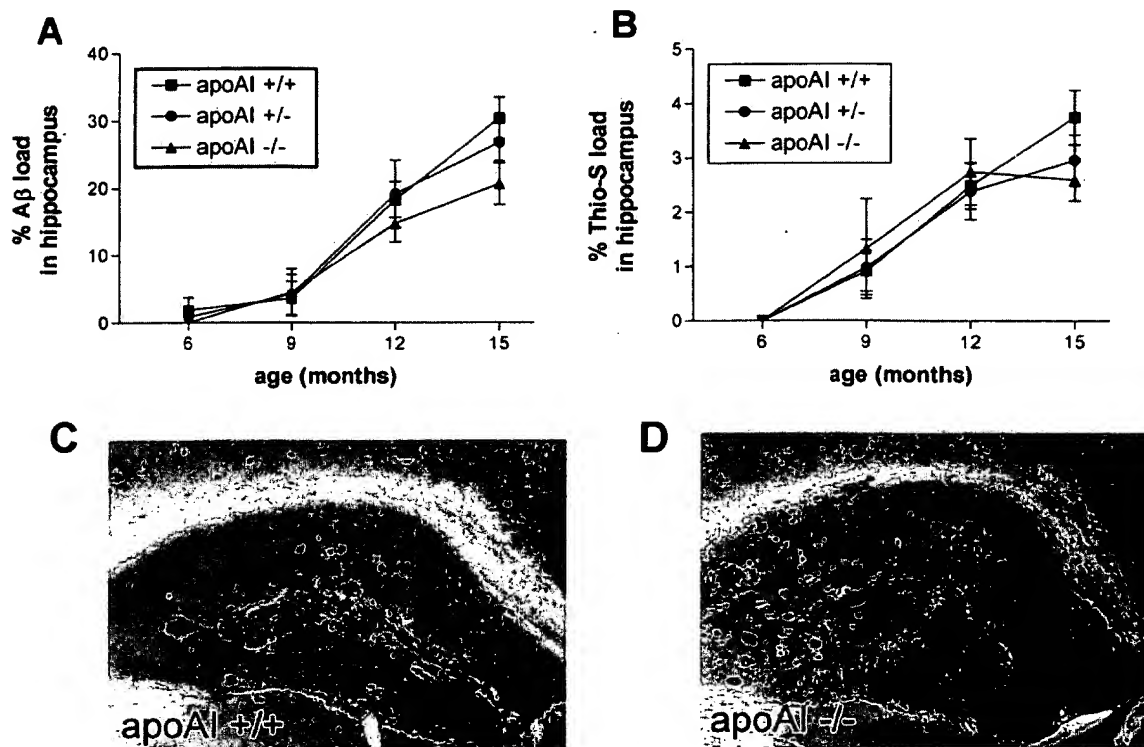 A
% Aβ load
in hippocampus
40
30
20
10
0
apoAI +/+
apoAI +/-
apoAI -/-
6 9 12 15
age (months)
B
% Thio-S load
in hippocampus
5
4
3
2
1
0
apoAI +/+
apoAI +/-
apoAI -/-
6 9 12 15
age (months)
C
apoAI +/+
D
apoAI -/-